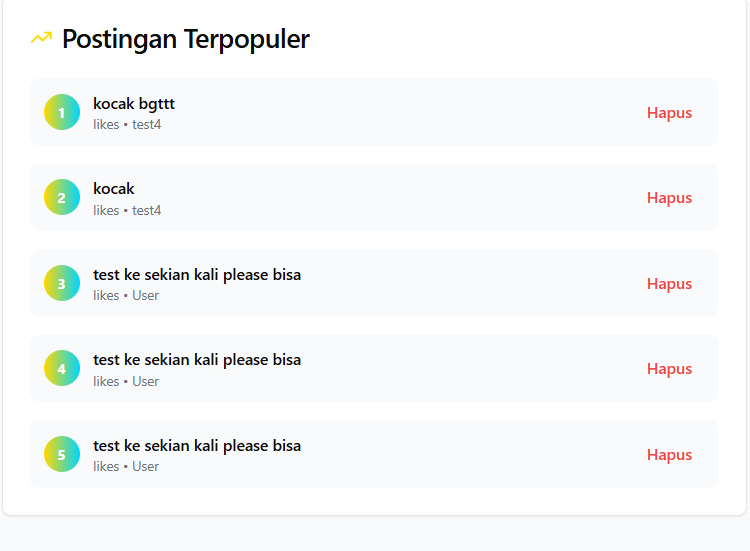 Postingan Terpopuler
1
kocak bgttt
likes • test4
Hapus
2
kocak
likes • test4
Hapus
3
test ke sekian kali please bisa
likes • User
Hapus
4
test ke sekian kali please bisa
likes • User
Hapus
5
test ke sekian kali please bisa
likes • User
Hapus